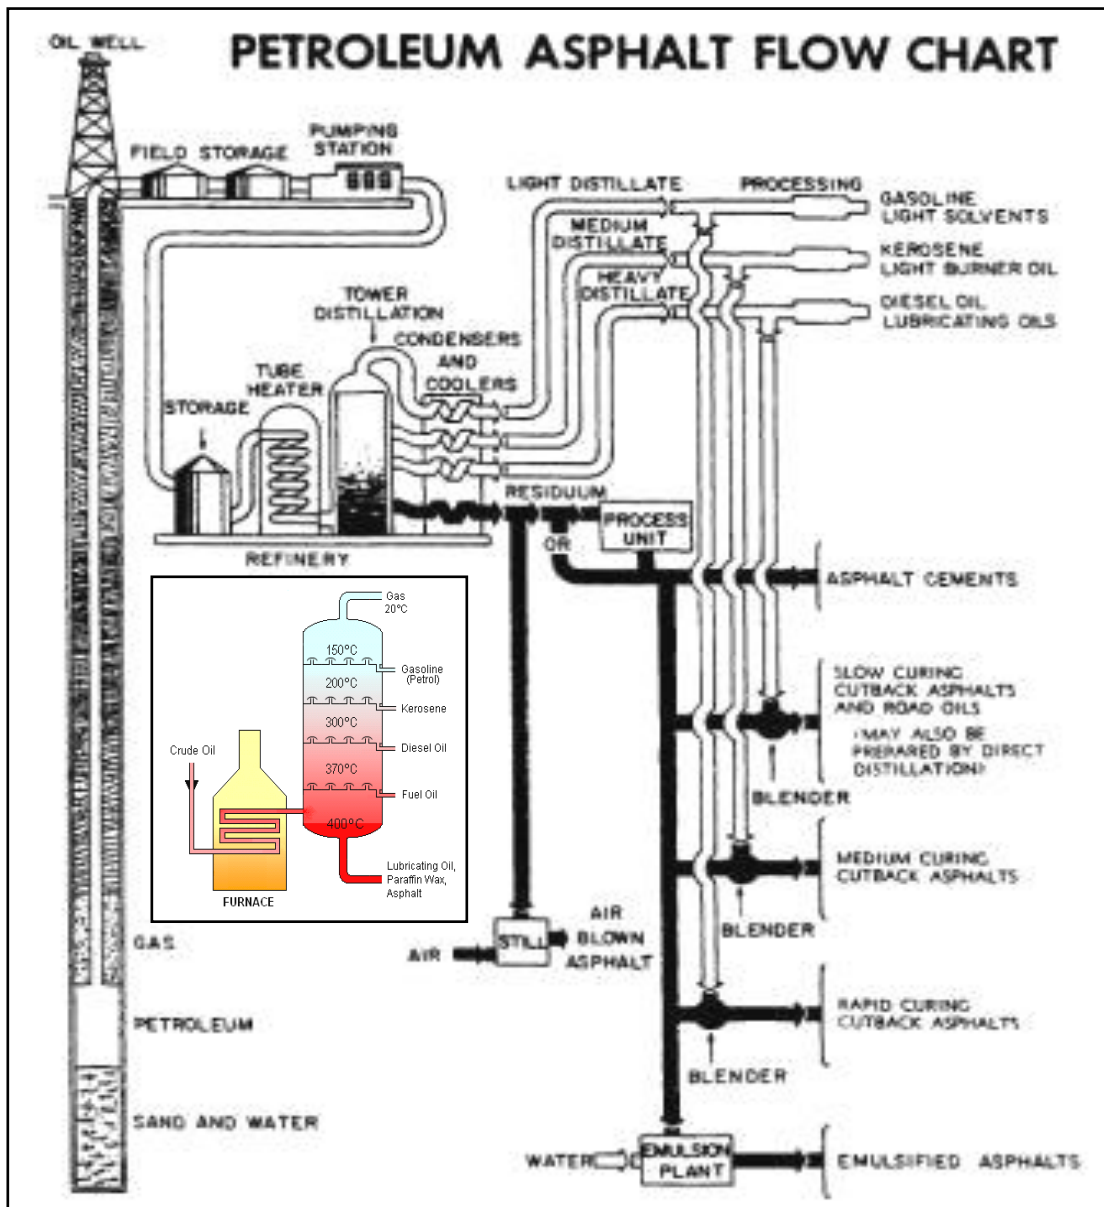 OIL WELL
PETROLEUM ASPHALT FLOW CHART
FIELD STORAGE
PUMPING
STATION
LIGHT DISTILLATE
PROCESSING
GASOLINE
LIGHT SOLVENTS
MEDIUM
DISTILLATE
KEROSENE
LIGHT BURNER OIL
HEAVY
DISTILLATE
DIESEL OIL
LUBRICATING OILS
TOWER
DISTILLATION
CONDENSERS
AND
COOLERS
TUBE
HEATER
STORAGE
REFINERY
RESIDUUM
OR
PROCESS
UNIT
ASPHALT CEMENTS
SLOW CURING
CUTBACK ASPHALTS
AND ROAD OILS
(MAY ALSO BE
PREPARED BY DIRECT
DISTILLATION)
BLENDER
MEDIUM CURING
CUTBACK ASPHALTS
BLENDER
RAPID CURING
CUTBACK ASPHALTS
BLENDER
AIR
STILL
AIR
BLOWN
ASPHALT
WATER
EMULSION
PLANT
EMULSIFIED ASPHALTS
GAS
PETROLEUM
SAND AND WATER
Gas
20°C
150°C
Gasoline
(Petrol)
200°C
Kerosene
300°C
Diesel Oil
370°C
Fuel Oil
400°C
Crude Oil
Lubricating Oil,
Paraffin Wax,
Asphalt
FURNACE